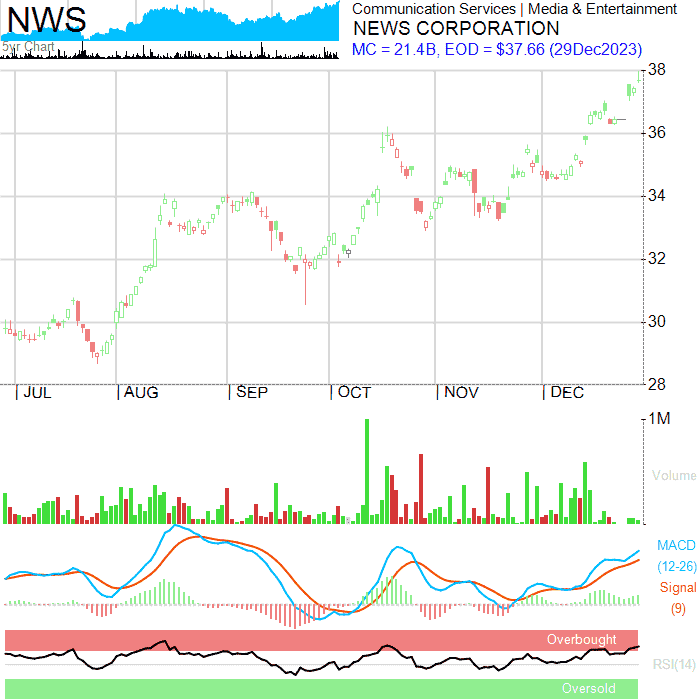 NWS
5yr Chart
Communication Services | Media & Entertainment
NEWS CORPORATION
MC = 21.4B, EOD = $37.66 (29Dec2023)
38
36
34
32
30
28
JUL AUG SEP OCT NOV DEC
1M
Volume
MACD
(12-26)
Signal
(9)
Overbought
RSI(14)
Oversold